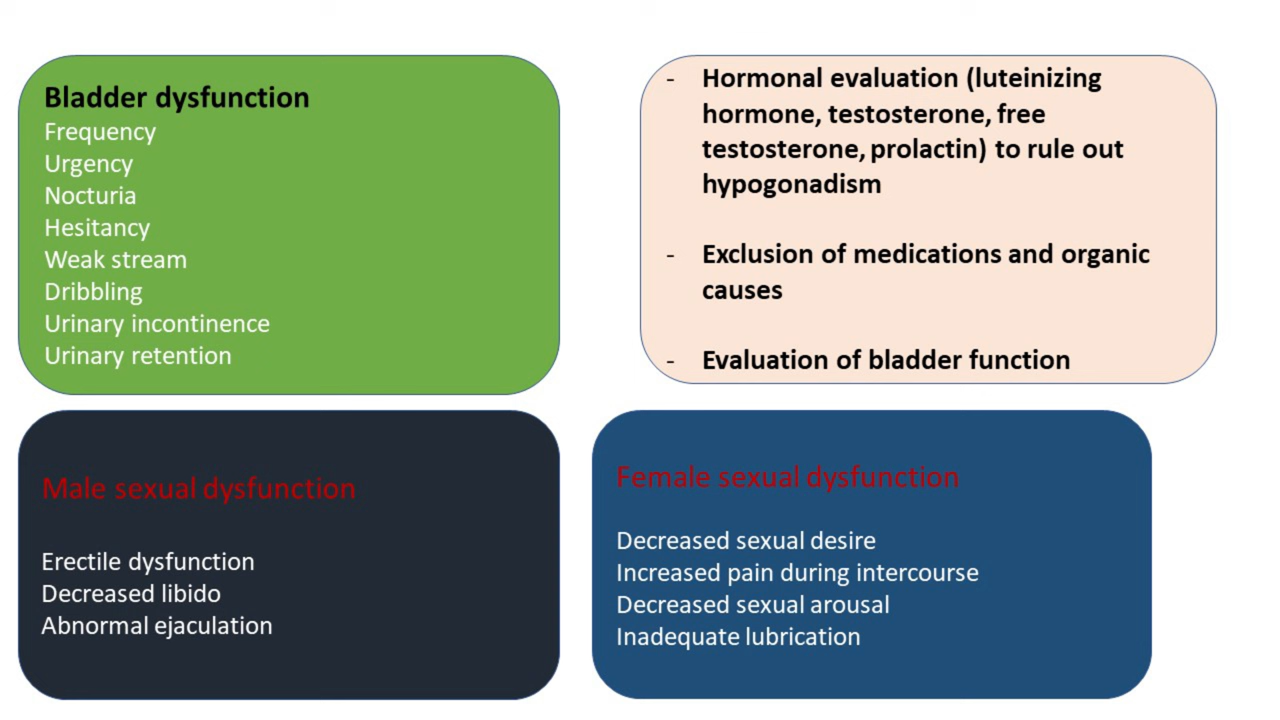 Bladder dysfunction
Frequency
Urgency
Nocturia
Hesitancy
Weak stream
Dribbling
Urinary incontinence
Urinary retention
- Hormonal evaluation (luteinizing
hormone, testosterone, free
testosterone, prolactin) to rule out
hypogonadism
- Exclusion of medications and organic
causes
- Evaluation of bladder function
Male sexual dysfunction
Erectile dysfunction
Decreased libido
Abnormal ejaculation
Female sexual dysfunction
Decreased sexual desire
Increased pain during intercourse
Decreased sexual arousal
Inadequate lubrication